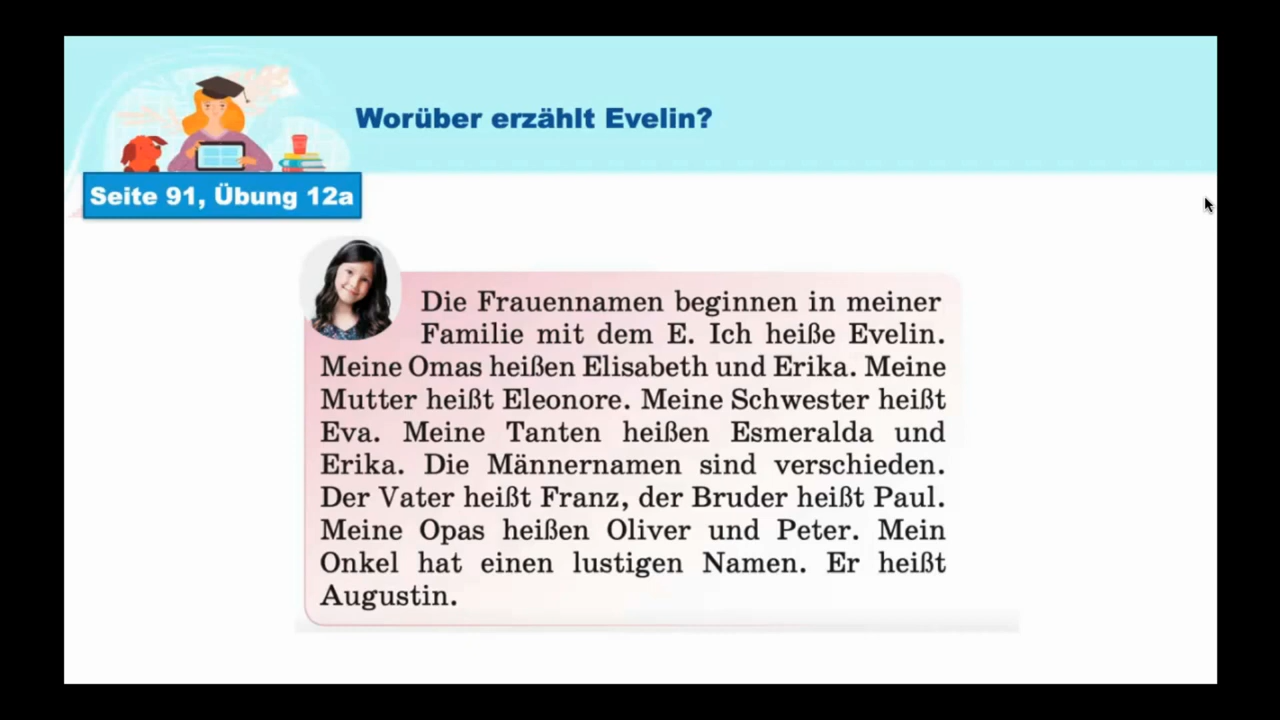 Worüber erzählt Evelin?
Seite 91, Übung 12a
Die Frauennamen beginnen in meiner
Familie mit dem E. Ich heiße Evelin.
Meine Omas heißen Elisabeth und Erika. Meine
Mutter heißt Eleonore. Meine Schwester heißt
Eva. Meine Tanten heißen Esmeralda und
Erika. Die Männernamen sind verschieden.
Der Vater heißt Franz, der Bruder heißt Paul.
Meine Opas heißen Oliver und Peter. Mein
Onkel hat einen lustigen Namen. Er heißt
Augustin.